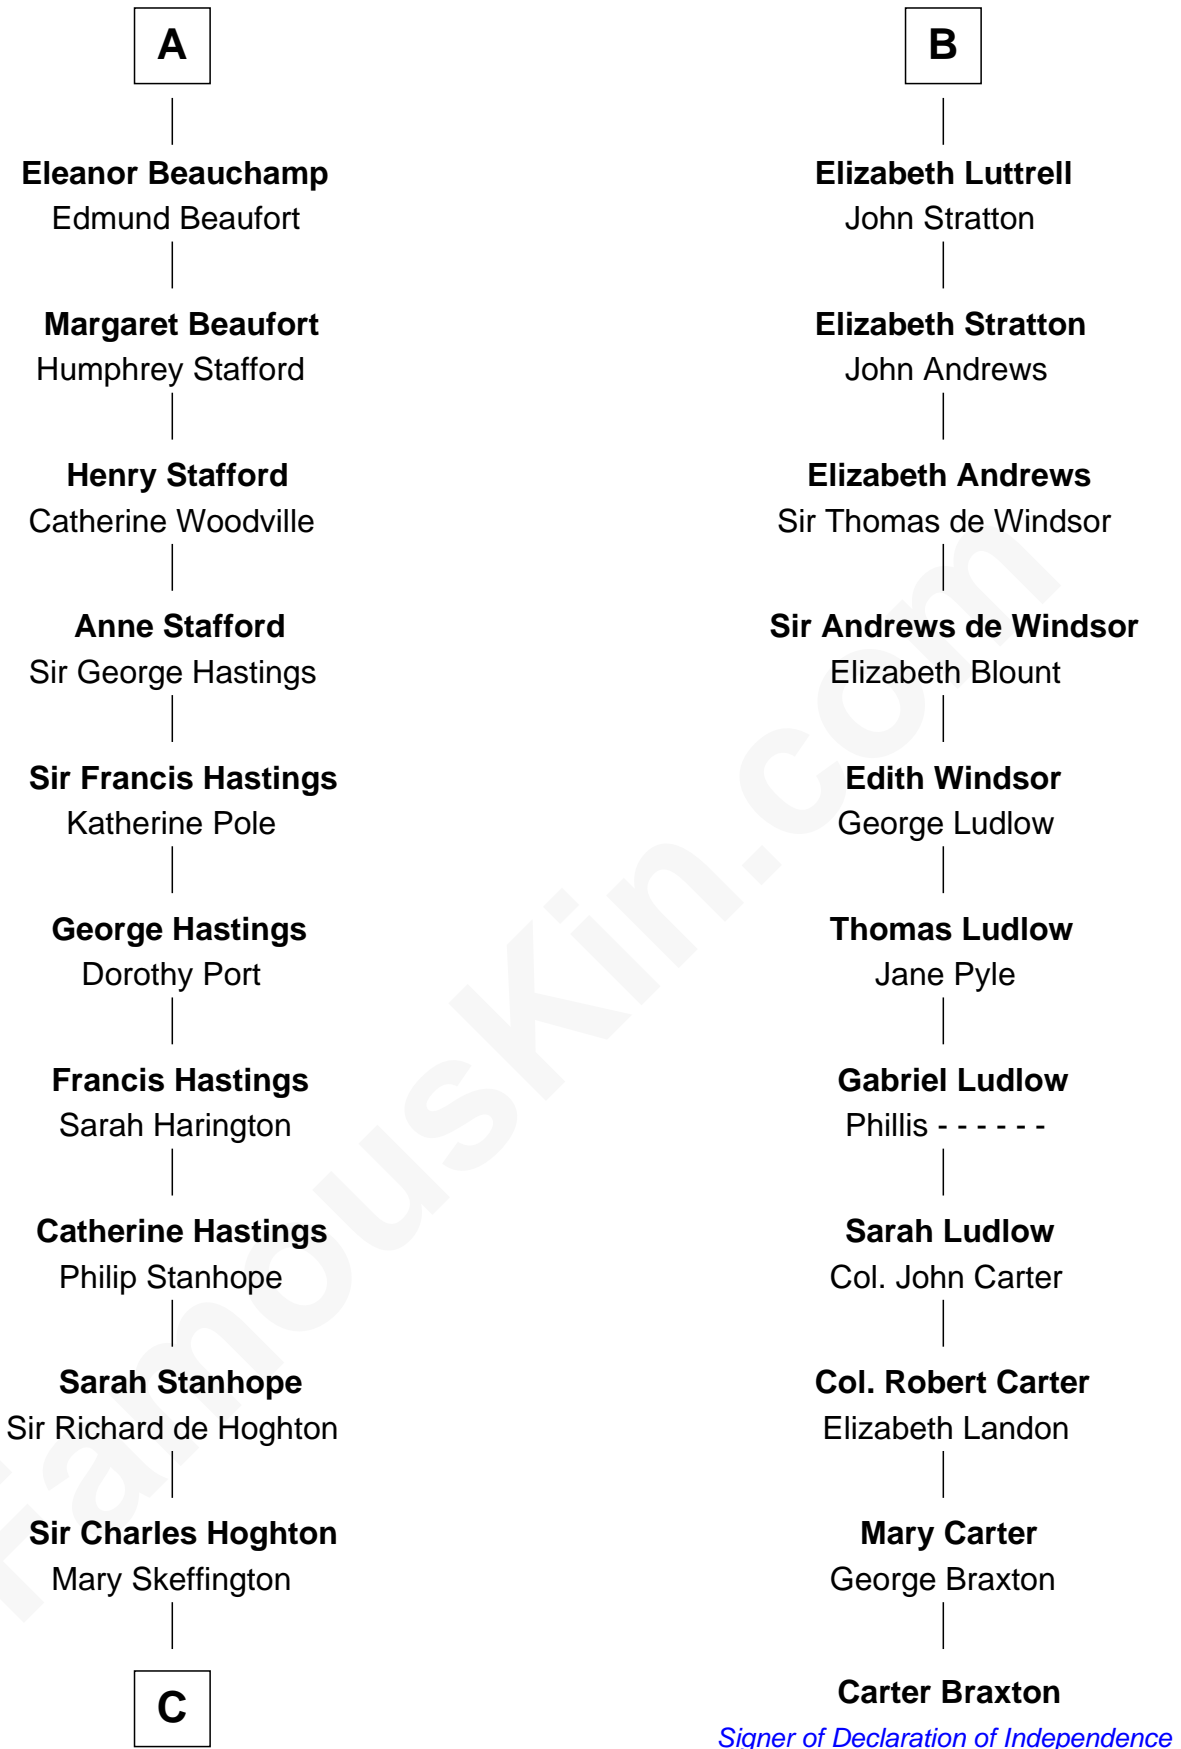 A
Eleanor Beauchamp
Edmund Beaufort
Margaret Beaufort
Humphrey Stafford
Henry Stafford
Catherine Woodville
Anne Stafford
Sir George Hastings
Sir Francis Hastings
Katherine Pole
George Hastings
Dorothy Port
Francis Hastings
Sarah Harington
Catherine Hastings
Philip Stanhope
Sarah Stanhope
Sir Richard de Hoghton
Sir Charles Hoghton
Mary Skeffington
C
B
Elizabeth Luttrell
John Stratton
Elizabeth Stratton
John Andrews
Elizabeth Andrews
Sir Thomas de Windsor
Sir Andrews de Windsor
Elizabeth Blount
Edith Windsor
George Ludlow
Thomas Ludlow
Jane Pyle
Gabriel Ludlow
Phillis - - - - - -
Sarah Ludlow
Col. John Carter
Col. Robert Carter
Elizabeth Landon
Mary Carter
George Braxton
Carter Braxton
Signer of Declaration of Independence
FamousKin.com